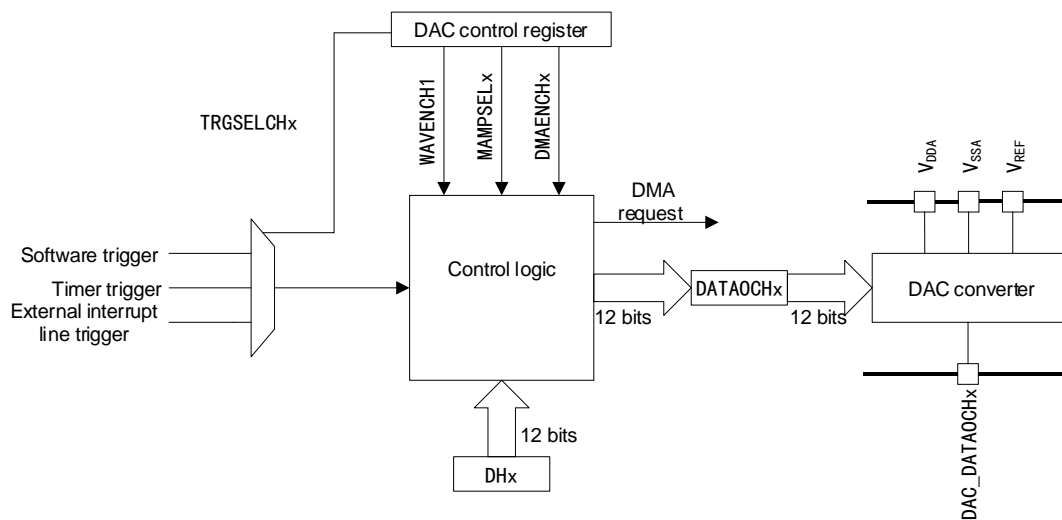 DAC control register
TRGSELCHx
WAVENCH1
MAMPSELx
DMAENCHx
VDDA
VSSA
VREF
DMA
request
Software trigger
Timer trigger
External interrupt
line trigger
Control logic
12 bits
DATAOCHx
12 bits
DAC converter
12 bits
DHx
DAC_DATAOCHx